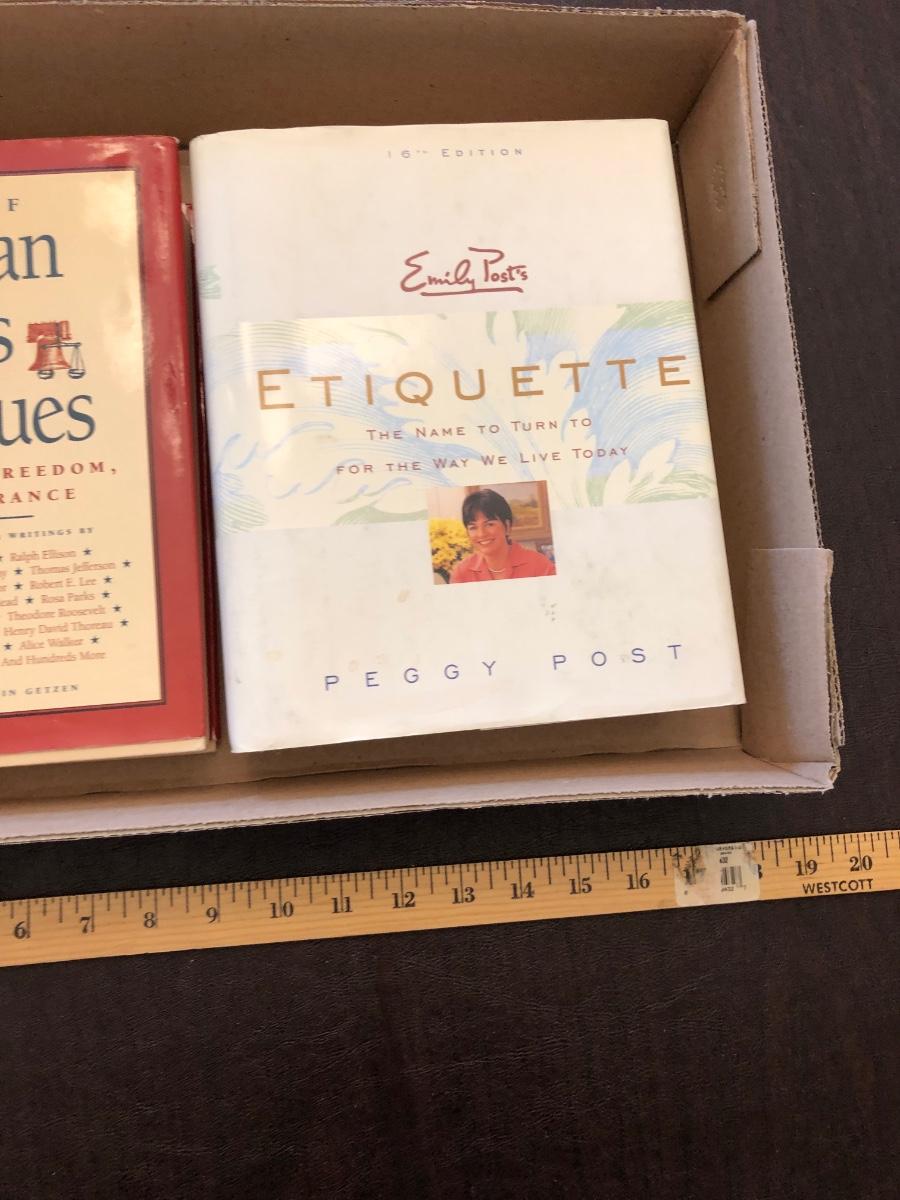 F
an
s
ues
REEDOM,
RANCE
WRITINGS BY
★ Ralph Ellison ★
y ★ Thomas Jefferson ★
or ★ Robert E. Lee ★
ead ★ Rosa Parks ★
Theodore Roosevelt ★
Henry David Thoreau ★
★ Alice Walker ★
And Hundreds More
IN GETZEN
16TH EDITION
Emily Post's
ETIQUETTE
THE NAME TO TURN TO
FOR THE WAY WE LIVE TODAY
PEGGY POST
6 7 8 9 10 11 12 13 14 15 16 19 20
WESTCOTT